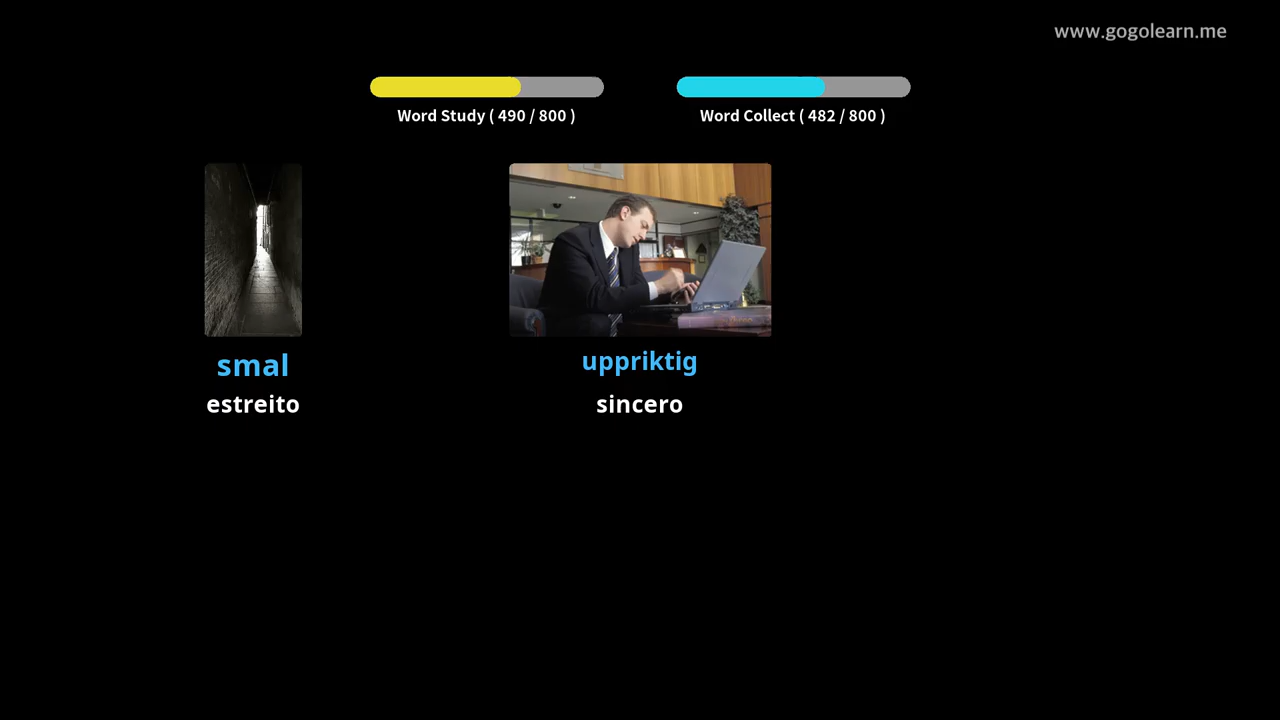 www.gogolearn.me
Word Study ( 490 / 800 )
Word Collect ( 482 / 800 )
smal
uppriktig
estreito
sincero